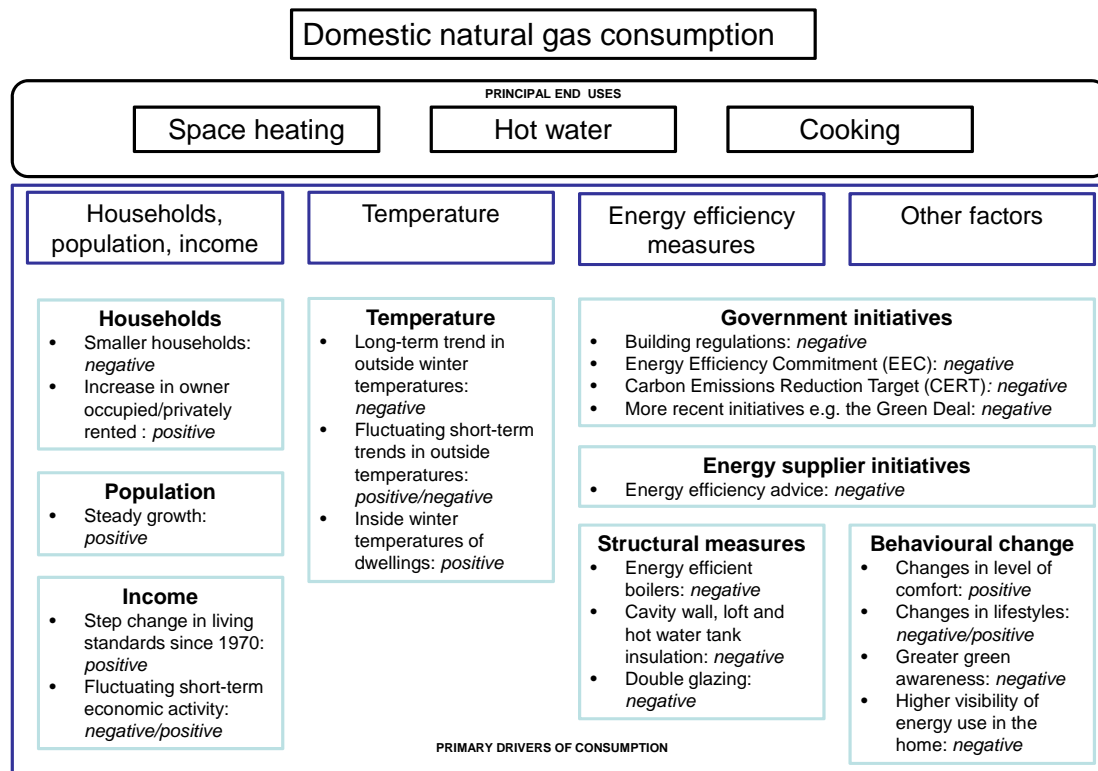 Domestic natural gas consumption
PRINCIPAL END USES
Space heating
Hot water
Cooking
Households,
population, income
Temperature
Energy efficiency
measures
Other factors
Households
• Smaller households:
negative
• Increase in owner
occupied/privately
rented : positive
Population
• Steady growth:
positive
Income
• Step change in living
standards since 1970:
positive
• Fluctuating short-term
economic activity:
negative/positive
Temperature
• Long-term trend in
outside winter
temperatures:
negative
• Fluctuating short-term
trends in outside
temperatures:
positive/negative
• Inside winter
temperatures of
dwellings: positive
Government initiatives
• Building regulations: negative
• Energy Efficiency Commitment (EEC): negative
• Carbon Emissions Reduction Target (CERT): negative
• More recent initiatives e.g. the Green Deal: negative
Energy supplier initiatives
• Energy efficiency advice: negative
Structural measures
• Energy efficient
boilers: negative
• Cavity wall, loft and
hot water tank
insulation: negative
• Double glazing:
negative
Behavioural change
• Changes in level of
comfort: positive
• Changes in lifestyles:
negative/positive
• Greater green
awareness: negative
• Higher visibility of
energy use in the
home: negative
PRIMARY DRIVERS OF CONSUMPTION